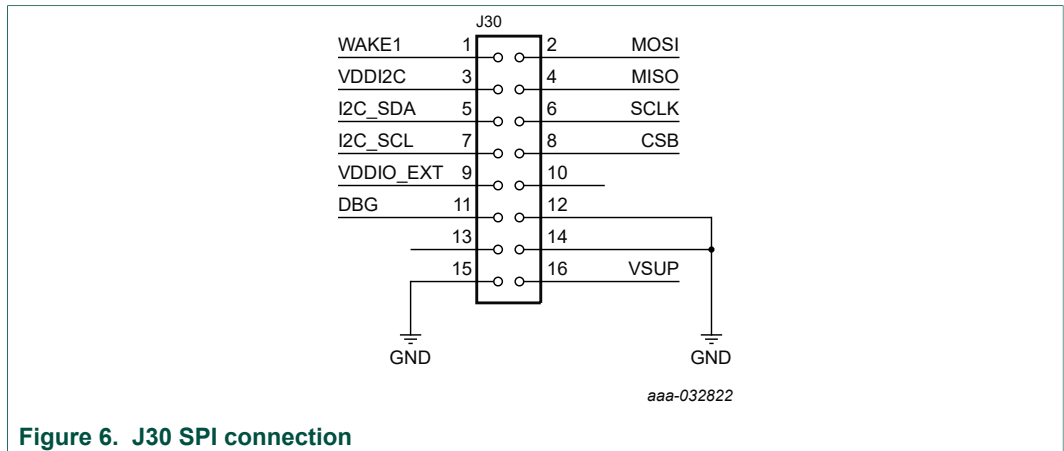 J30
WAKE1 1 2 MOSI
VDDI2C 3 4 MISO
I2C_SDA 5 6 SCLK
I2C_SCL 7 8 CSB
VDDIO_EXT 9 10
DBG 11 12
13 14
15 16 VSUP
GND GND
aaa-032822
Figure 6. J30 SPI connection